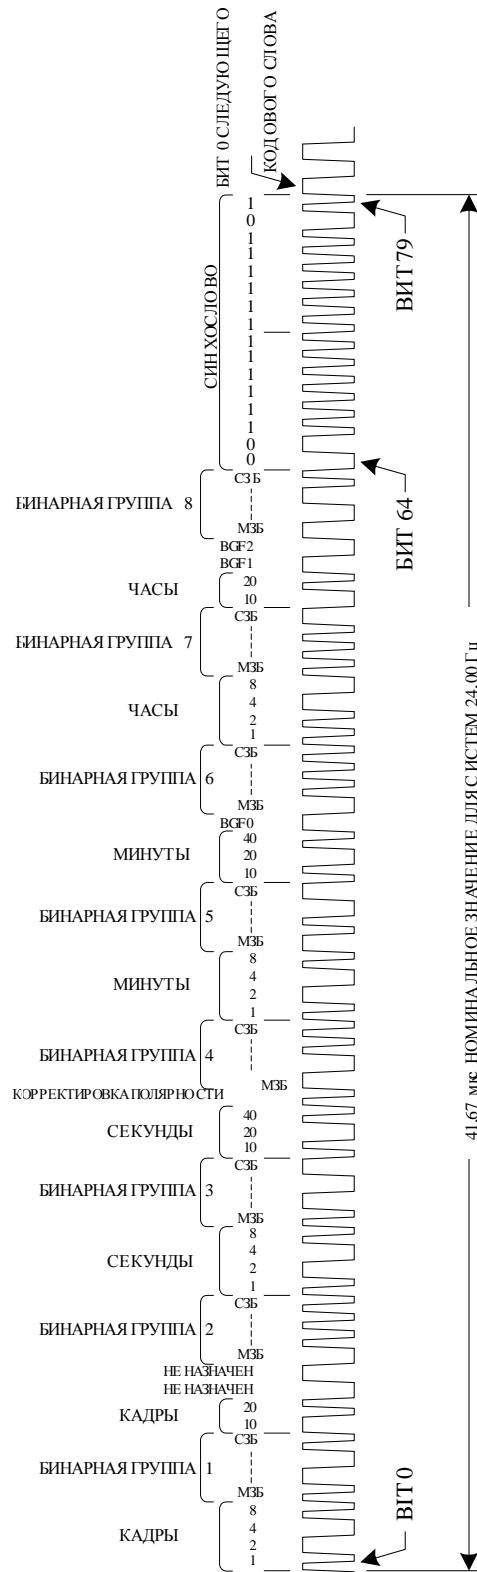 БИТ 0 СЛЕДУЮЩЕГО
КОДОВОГО СЛОВА
1
0
1
1
1
1
1
1
1
1
1
1
1
1
0
0
СИНХОСЛОВО
ВИТ 79
БИТ 64
СЗБ
БИНАРНАЯ ГРУППА 8
МЗБ
BGF2
BGF1
20
ЧАСЫ
10
СЗБ
БИНАРНАЯ ГРУППА 7
МЗБ
8
4
ЧАСЫ
2
1
СЗБ
БИНАРНАЯ ГРУППА 6
МЗБ
BGF0
40
МИНУТЫ
20
10
СЗБ
БИНАРНАЯ ГРУППА 5
МЗБ
8
4
МИНУТЫ
2
1
СЗБ
БИНАРНАЯ ГРУППА 4
МЗБ
КОРРЕКТИРОВКА ПОЛЯРНОСТИ
40
СЕКУНДЫ
20
10
СЗБ
БИНАРНАЯ ГРУППА 3
МЗБ
8
4
СЕКУНДЫ
2
1
СЗБ
БИНАРНАЯ ГРУППА 2
МЗБ
НЕ НАЗНАЧЕН
НЕ НАЗНАЧЕН
20
КАДРЫ
10
СЗБ
БИНАРНАЯ ГРУППА 1
МЗБ
8
4
КАДРЫ
2
1
BIT 0
41.67 мкс НОМИНАЛЬНОЕ ЗНАЧЕНИЕ ДЛЯ СИСТЕМ 24.00 Гц